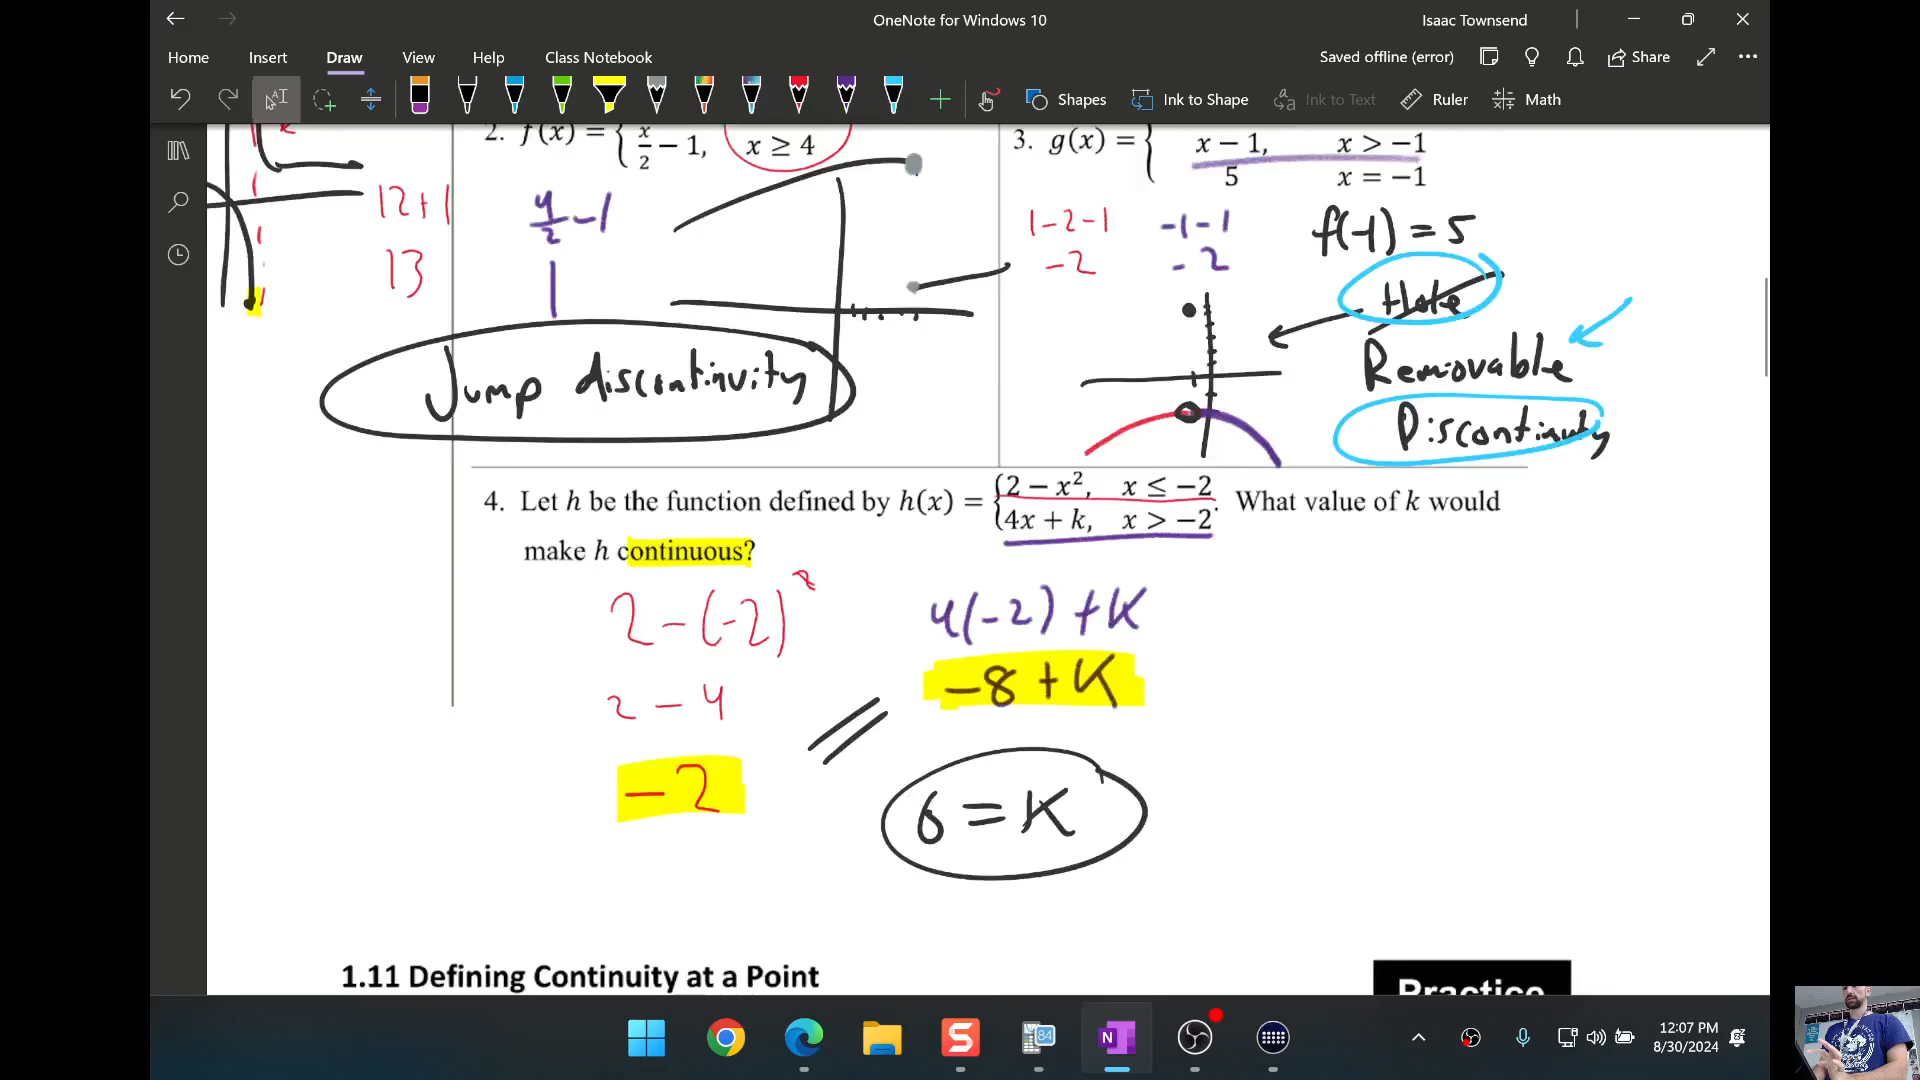 OneNote for Windows 10
Isaac Townsend
Home Insert Draw View Help Class Notebook
Saved offline (error) Share
Shapes Ink to Shape Ink to Text Ruler Math
2. f(x) = { x/2 − 1, x ≥ 4
12+1
13
4/2 - 1
1
Jump discontinuity
3. g(x) = {
x − 1, x > −1
5 x = −1
1-2-1
-2
-1-1
-2
f(-1) = 5
Hole
Removable
Discontinuity
4. Let h be the function defined by h(x) = { 2 − x², x ≤ −2
4x + k, x > −2 . What value of k would
make h continuous?
2-(-2)²
2-4
-2
=
4(-2)+K
-8+K
6=K
1.11 Defining Continuity at a Point
Practice
84
12:07 PM
8/30/2024